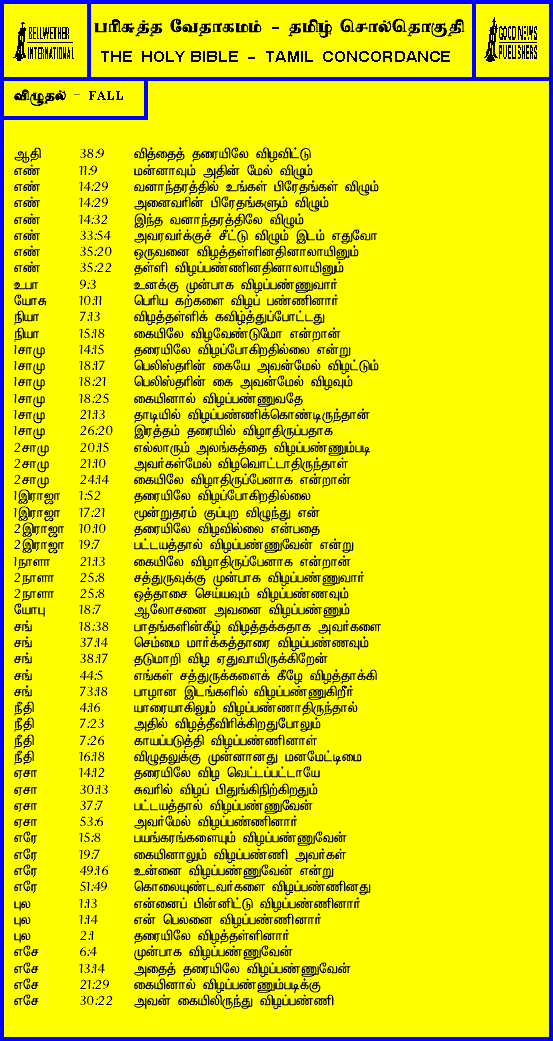 BELLWETHER
INTERNATIONAL
பரிசுத்த வேதாகமம் - தமிழ் சொல்தொகுதி
THE HOLY BIBLE - TAMIL CONCORDANCE
GOOD NEWS
PUBLISHERS
விழுதல் - FALL
ஆதி 38:9 வித்தைத் தரையிலே விழவிட்டு
எண் 11:9 மன்னாவும் அதின் மேல் விழும்
எண் 14:29 வனாந்தரத்தில் உங்கள் பிரேதங்கள் விழும்
எண் 14:29 அனைவரின் பிரேதங்களும் விழும்
எண் 14:32 இந்த வனாந்தரத்திலே விழும்
எண் 33:54 அவரவர்க்குச் சீட்டு விழும் இடம் எதுவோ
எண் 35:20 ஒருவனை விழத்தள்ளினதினாலாயினும்
எண் 35:22 தள்ளி விழப்பண்ணினதினாலாயினும்
உபா 9:3 உனக்கு முன்பாக விழப்பண்ணுவார்
யோசு 10:11 பெரிய கற்களை விழப் பண்ணினார்
நியா 7:13 விழத்தள்ளிக் கவிழ்த்துப்போட்டது
நியா 15:18 கையிலே விழவேண்டுமோ என்றான்
1சாமு 14:15 தரையிலே விழப்போகிறதில்லை என்று
1சாமு 18:17 பெலிஸ்தரின் கையே அவன்மேல் விழட்டும்
1சாமு 18:21 பெலிஸ்தரின் கை அவன்மேல் விழவும்
1சாமு 18:25 கையினால் விழப்பண்ணுவதே
1சாமு 21:13 தாடியில் விழப்பண்ணிக்கொண்டிருந்தான்
1சாமு 26:20 இரத்தம் தரையில் விழாதிருப்பதாக
2சாமு 20:15 எல்லாரும் அலங்கத்தை விழப்பண்ணும்படி
2சாமு 21:10 அவர்கள்மேல் விழவொட்டாதிருந்தாள்
2சாமு 24:14 கையிலே விழாதிருப்பேனாக என்றான்
1இராஜா 1:52 தரையிலே விழப்போகிறதில்லை
1இராஜா 17:21 மூன்றுதரம் குப்புற விழுந்து என்
2இராஜா 10:10 தரையிலே விழவில்லை என்பதை
2இராஜா 19:7 பட்டயத்தால் விழப்பண்ணுவேன் என்று
1நாளா 21:13 கையிலே விழாதிருப்பேனாக என்றான்
2நாளா 25:8 சத்துருவுக்கு முன்பாக விழப்பண்ணுவார்
2நாளா 25:8 ஒத்தாசை செய்யவும் விழப்பண்ணவும்
யோபு 18:7 ஆலோசனை அவனை விழப்பண்ணும்
சங் 18:38 பாதங்களின்கீழ் விழத்தக்கதாக அவர்களை
சங் 37:14 செம்மை மார்க்கத்தாரை விழப்பண்ணவும்
சங் 38:17 தடுமாறி விழ ஏதுவாயிருக்கிறேன்
சங் 44:5 எங்கள் சத்துருக்களைக் கீழே விழத்தாக்கி
சங் 73:18 பாழான இடங்களில் விழப்பண்ணுகிறீர்
நீதி 4:16 யாரையாகிலும் விழப்பண்ணாதிருந்தால்
நீதி 7:23 அதில் விழத்தீவிரிக்கிறதுபோலும்
நீதி 7:26 காயப்படுத்தி விழப்பண்ணினாள்
நீதி 16:18 விழுதலுக்கு முன்னானது மனமேட்டிமை
ஏசா 14:12 தரையிலே விழ வெட்டப்பட்டாயே
ஏசா 30:13 சுவரில் விழப் பிதுங்கிநிற்கிறதும்
ஏசா 37:7 பட்டயத்தால் விழப்பண்ணுவேன்
ஏசா 53:6 அவர்மேல் விழப்பண்ணினார்
எரே 15:8 பயங்கரங்களையும் விழப்பண்ணுவேன்
எரே 19:7 கையினாலும் விழப்பண்ணி அவர்கள்
எரே 49:16 உன்னை விழப்பண்ணுவேன் என்று
எரே 51:49 கொலையுண்டவர்களை விழப்பண்ணினது
புல 1:13 என்னைப் பின்னிட்டு விழப்பண்ணினார்
புல 1:14 என் பெலனை விழப்பண்ணினார்
புல 2:1 தரையிலே விழத்தள்ளினார்
எசே 6:4 முன்பாக விழப்பண்ணுவேன்
எசே 13:14 அதைத் தரையிலே விழப்பண்ணுவேன்
எசே 21:29 கையினால் விழப்பண்ணும்படிக்கு
எசே 30:22 அவன் கையிலிருந்து விழப்பண்ணி